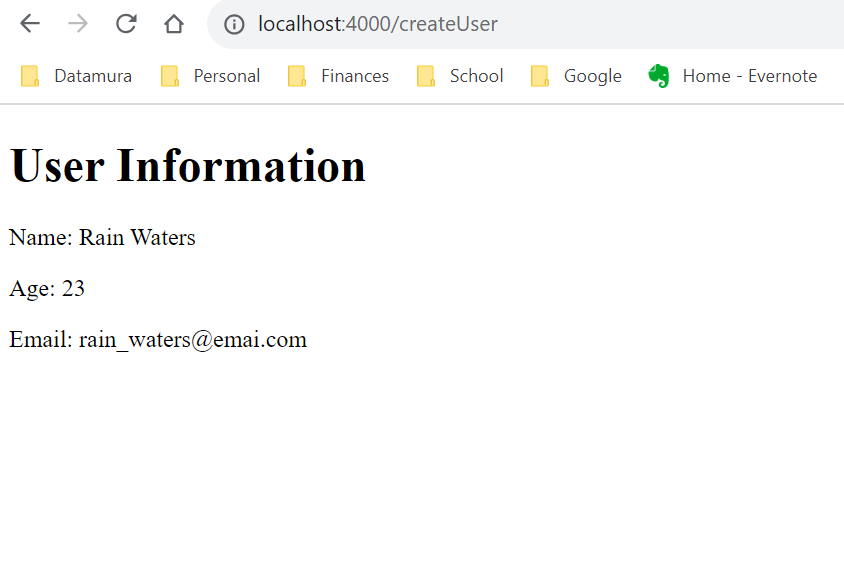 localhost:4000/createUser
Datamura Personal Finances School Google Home - Evernote
User Information
Name: Rain Waters
Age: 23
Email: rain_waters@emai.com